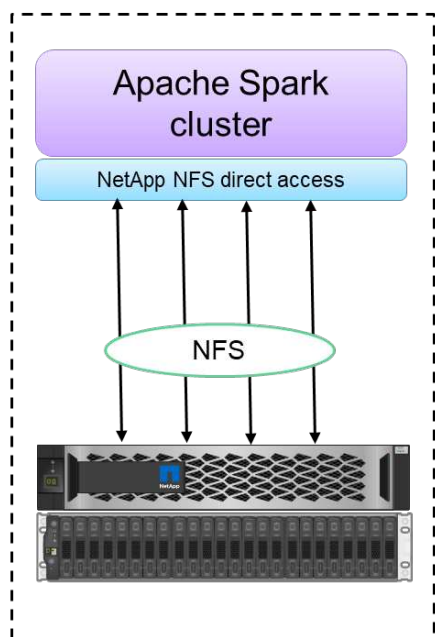 Apache Spark
cluster
NetApp NFS direct access
NFS
NetApp